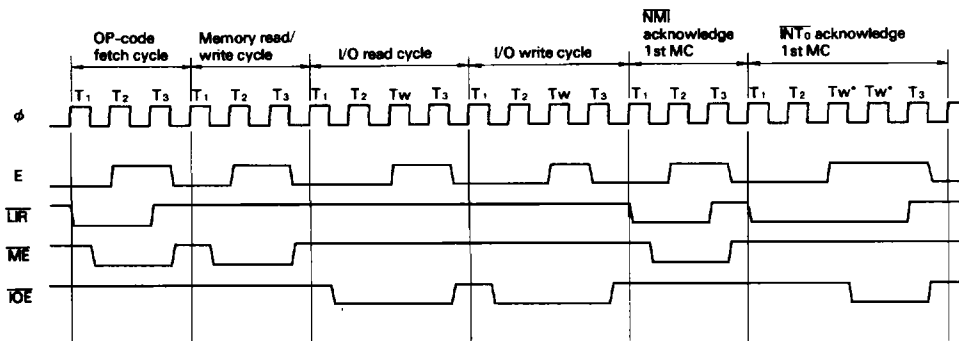 OP-code
fetch cycle
Memory read/
write cycle
I/O read cycle
I/O write cycle
NMI
acknowledge
1st MC
INT₀ acknowledge
1st MC
T₁ T₂ T₃ T₁ T₂ T₃ T₁ T₂ Tw T₃ T₁ T₂ Tw T₃ T₁ T₂ T₃ T₁ T₂ Tw* Tw* T₃
φ
E
LIR
ME
IOE